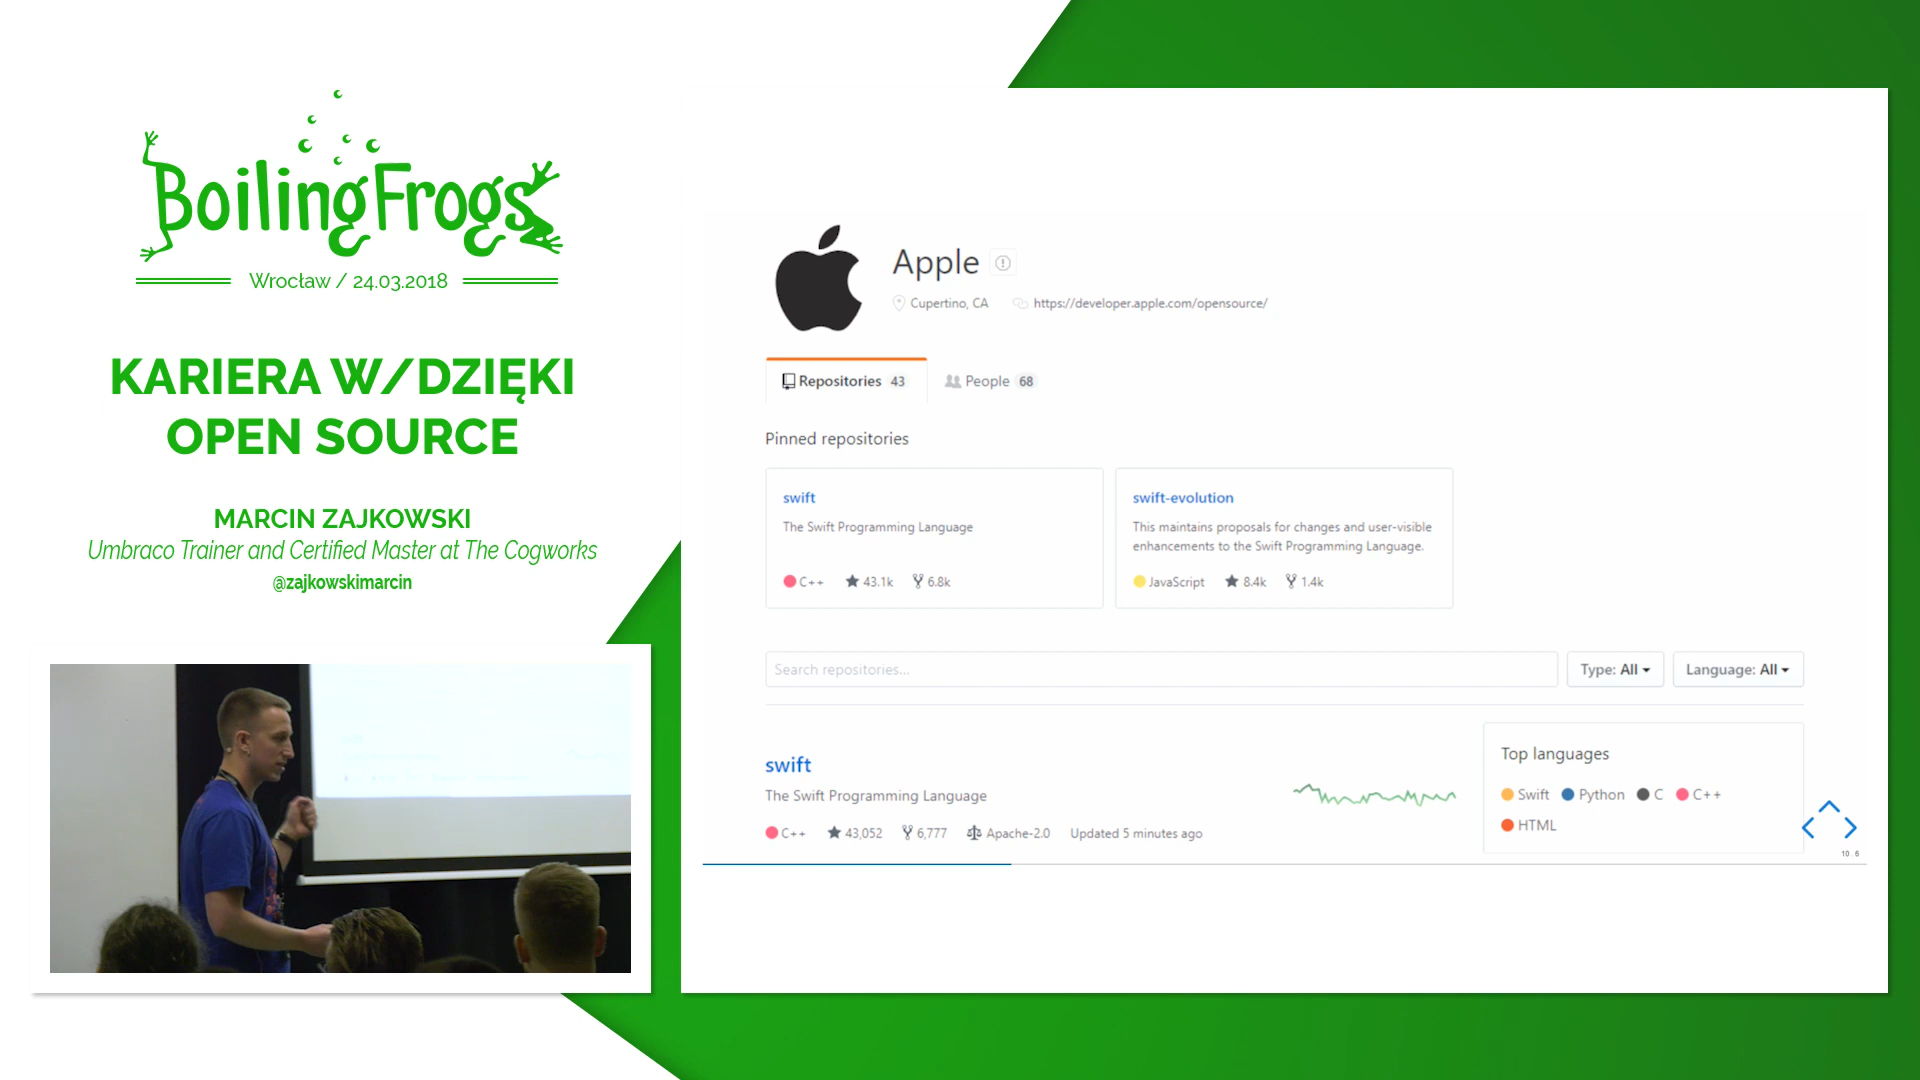 BoilingFrogs
Wrocław / 24.03.2018
KARIERA W/DZIĘKI
OPEN SOURCE
MARCIN ZAJKOWSKI
Umbraco Trainer and Certified Master at The Cogworks
@zajkowskimarcin
Apple
Cupertino, CA https://developer.apple.com/opensource/
Repositories 43 People 68
Pinned repositories
swift
The Swift Programming Language
C++ 43.1k 6.8k
swift-evolution
This maintains proposals for changes and user-visible
enhancements to the Swift Programming Language.
JavaScript 8.4k 1.4k
Search repositories... Type: All Language: All
swift
The Swift Programming Language
C++ 43,052 6,777 Apache-2.0 Updated 5 minutes ago
Top languages
Swift Python C C++
HTML
10 6